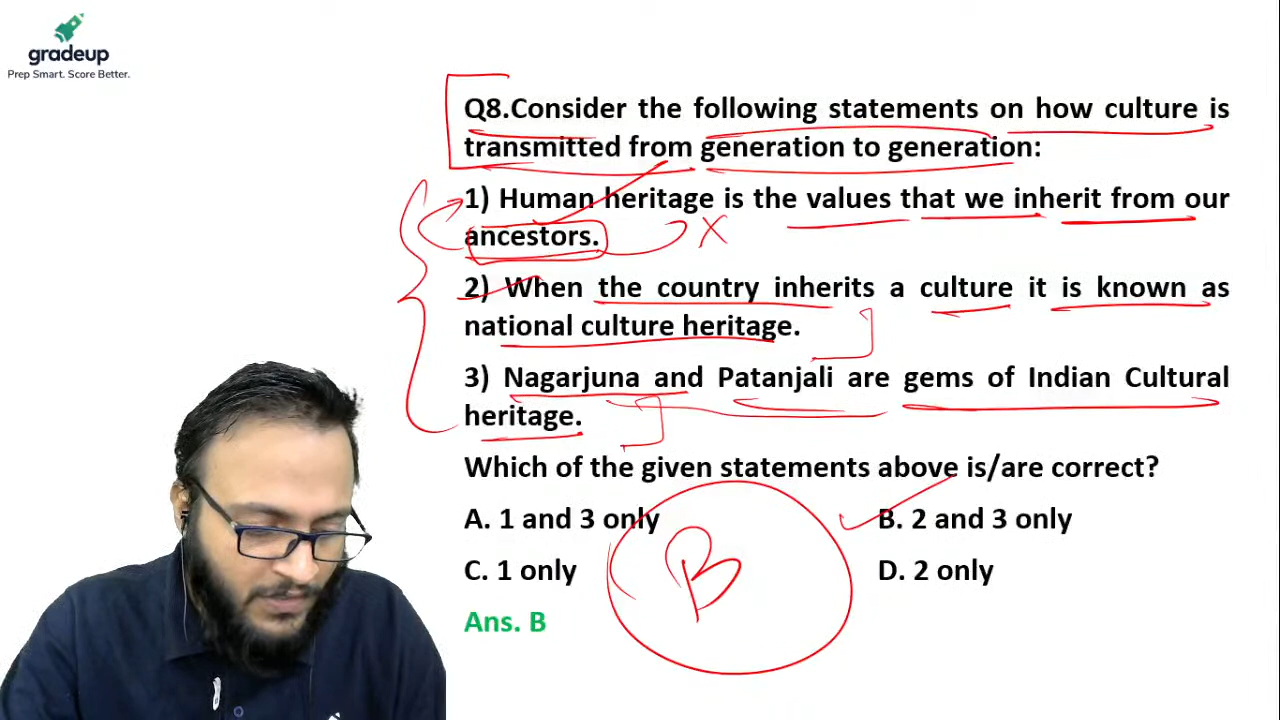 gradeup
Prep Smart. Score Better.
Q8.Consider the following statements on how culture is
transmitted from generation to generation:
1) Human heritage is the values that we inherit from our
ancestors. X
2) When the country inherits a culture it is known as
national culture heritage.
3) Nagarjuna and Patanjali are gems of Indian Cultural
heritage.
Which of the given statements above is/are correct?
A. 1 and 3 only B. 2 and 3 only
C. 1 only D. 2 only
B
Ans. B